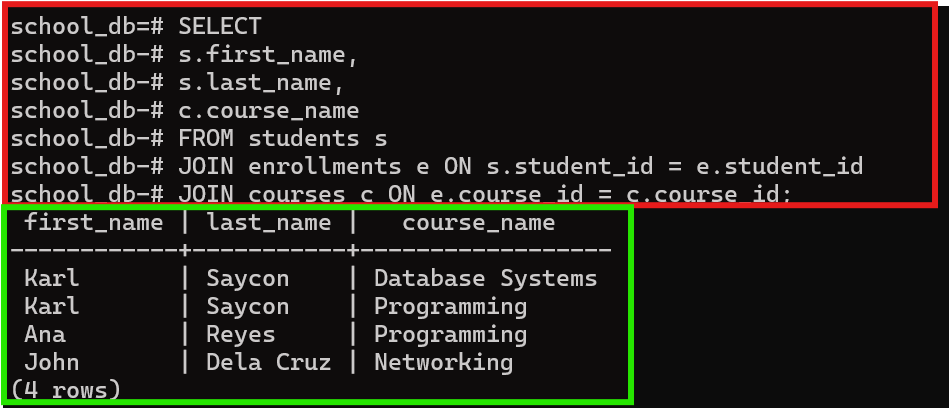 school_db=# SELECT
school_db-# s.first_name,
school_db-# s.last_name,
school_db-# c.course_name
school_db-# FROM students s
school_db-# JOIN enrollments e ON s.student_id = e.student_id
school_db-# JOIN courses c ON e.course_id = c.course_id;
 first_name | last_name |   course_name
------------+-----------+------------------
 Karl       | Saycon    | Database Systems
 Karl       | Saycon    | Programming
 Ana        | Reyes     | Programming
 John       | Dela Cruz | Networking
(4 rows)